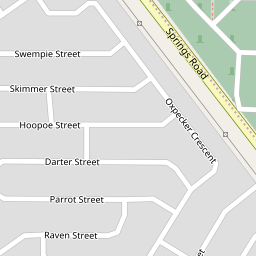 Springs Road
Swempie Street
Skimmer Street
Oxpecker Crescent
Hoopoe Street
Darter Street
Parrot Street
Raven Street